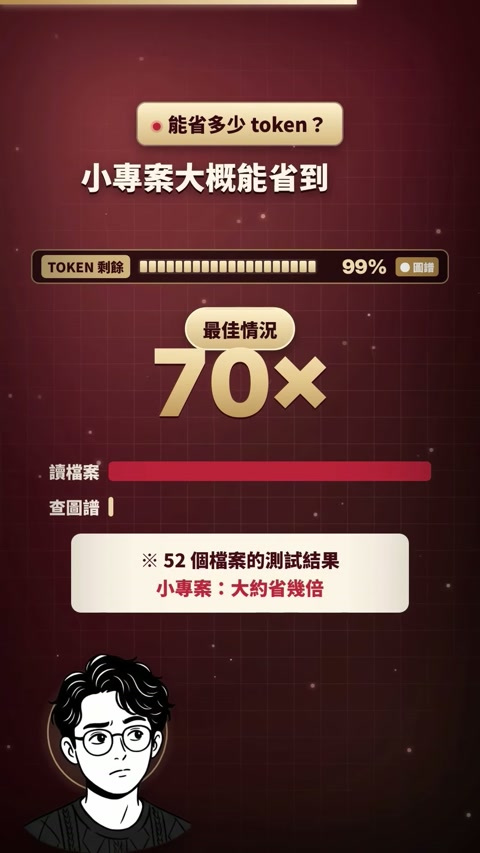 能省多少 token？
小專案大概能省到
TOKEN 剩餘 99% 圖譜
最佳情況
70×
讀檔案
查圖譜
※ 52 個檔案的測試結果
小專案：大約省幾倍